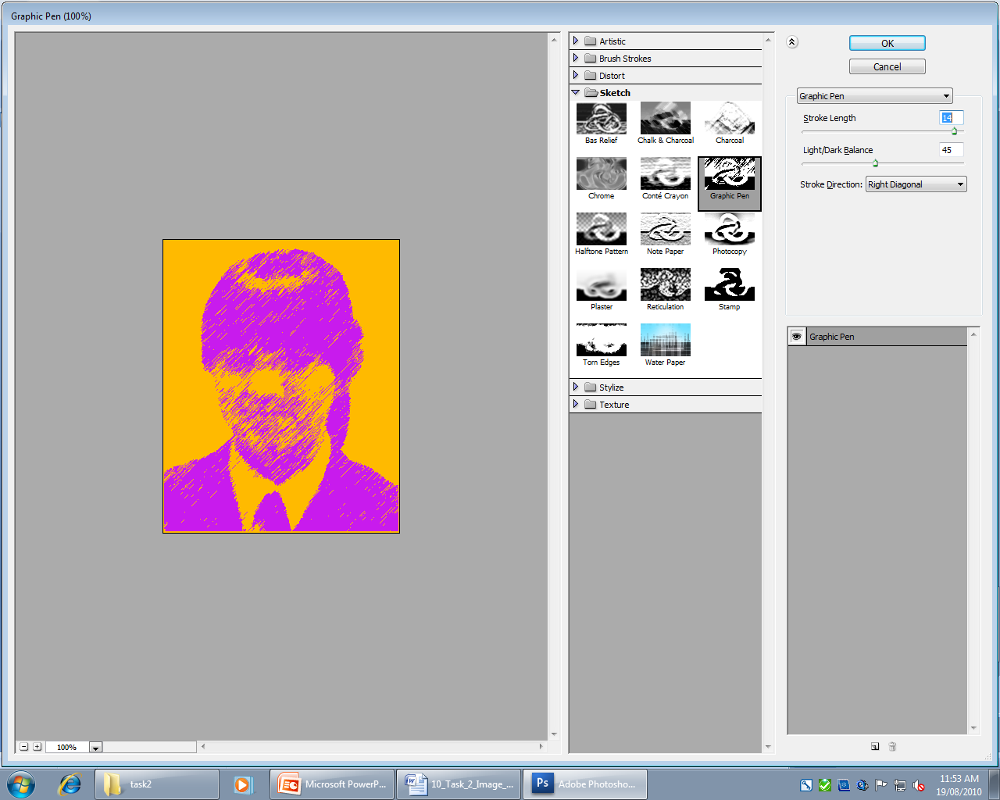 Graphic Pen (100%)
Artistic
Brush Strokes
Distort
Sketch
Bas Relief
Chalk & Charcoal
Charcoal
Chrome
Conté Crayon
Graphic Pen
Halftone Pattern
Note Paper
Photocopy
Plaster
Reticulation
Stamp
Torn Edges
Water Paper
Stylize
Texture
OK
Cancel
Graphic Pen
Stroke Length 14
Light/Dark Balance 45
Stroke Direction: Right Diagonal
Graphic Pen
100%
task2
Microsoft PowerP...
10_Task_2_Image_...
Ps Adobe Photosho...
11:53 AM
19/08/2010